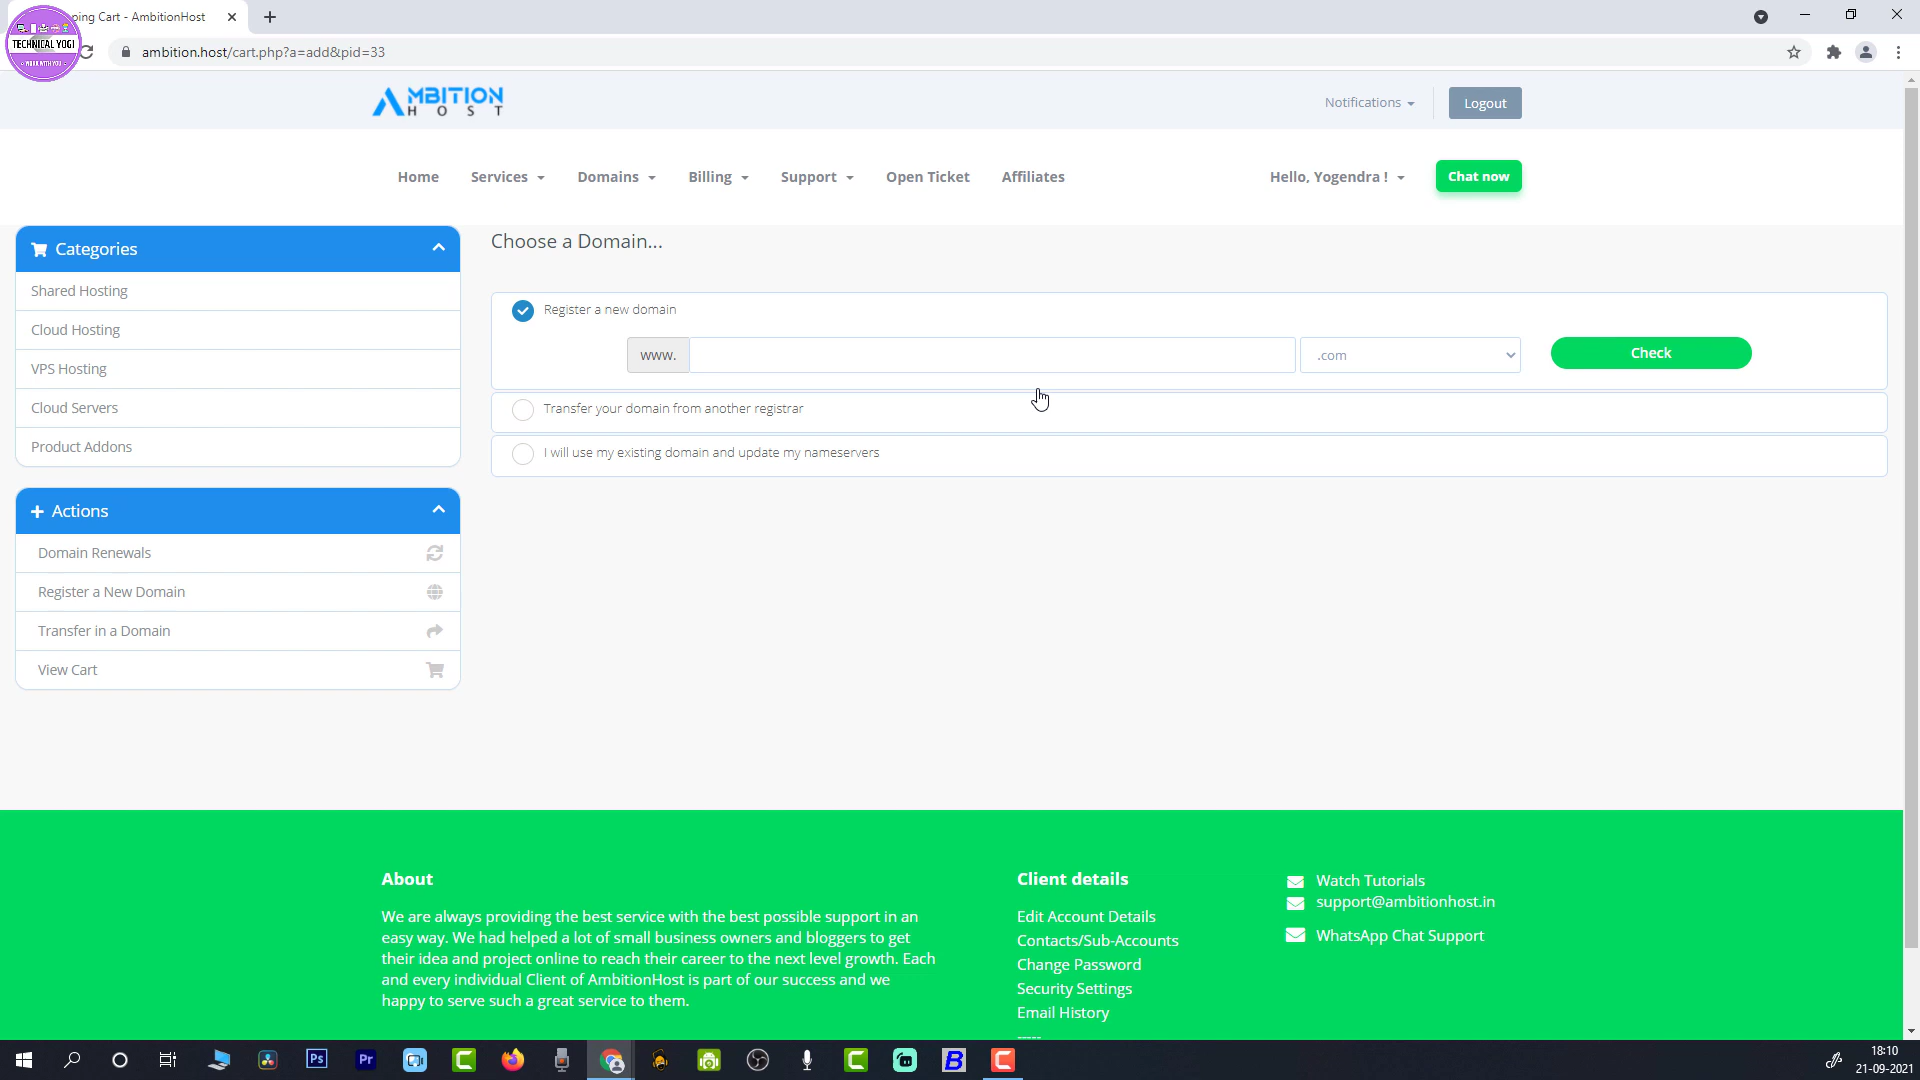 ping Cart - AmbitionHost
TECHNICAL YOGI
WORK WITH YOU
ambition.host/cart.php?a=add&pid=33
AMBITION
HOST
Notifications
Logout
Home
Services
Domains
Billing
Support
Open Ticket
Affiliates
Hello, Yogendra !
Chat now
Categories
Shared Hosting
Cloud Hosting
VPS Hosting
Cloud Servers
Product Addons
Actions
Domain Renewals
Register a New Domain
Transfer in a Domain
View Cart
Choose a Domain...
Register a new domain
www.
.com
Check
Transfer your domain from another registrar
I will use my existing domain and update my nameservers
About
We are always providing the best service with the best possible support in an
easy way. We had helped a lot of small business owners and bloggers to get
their idea and project online to reach their career to the next level growth. Each
and every individual Client of AmbitionHost is part of our success and we
happy to serve such a great service to them.
Client details
Edit Account Details
Contacts/Sub-Accounts
Change Password
Security Settings
Email History
-----
Watch Tutorials
support@ambitionhost.in
WhatsApp Chat Support
Ps
Pr
B
18:10
21-09-2021